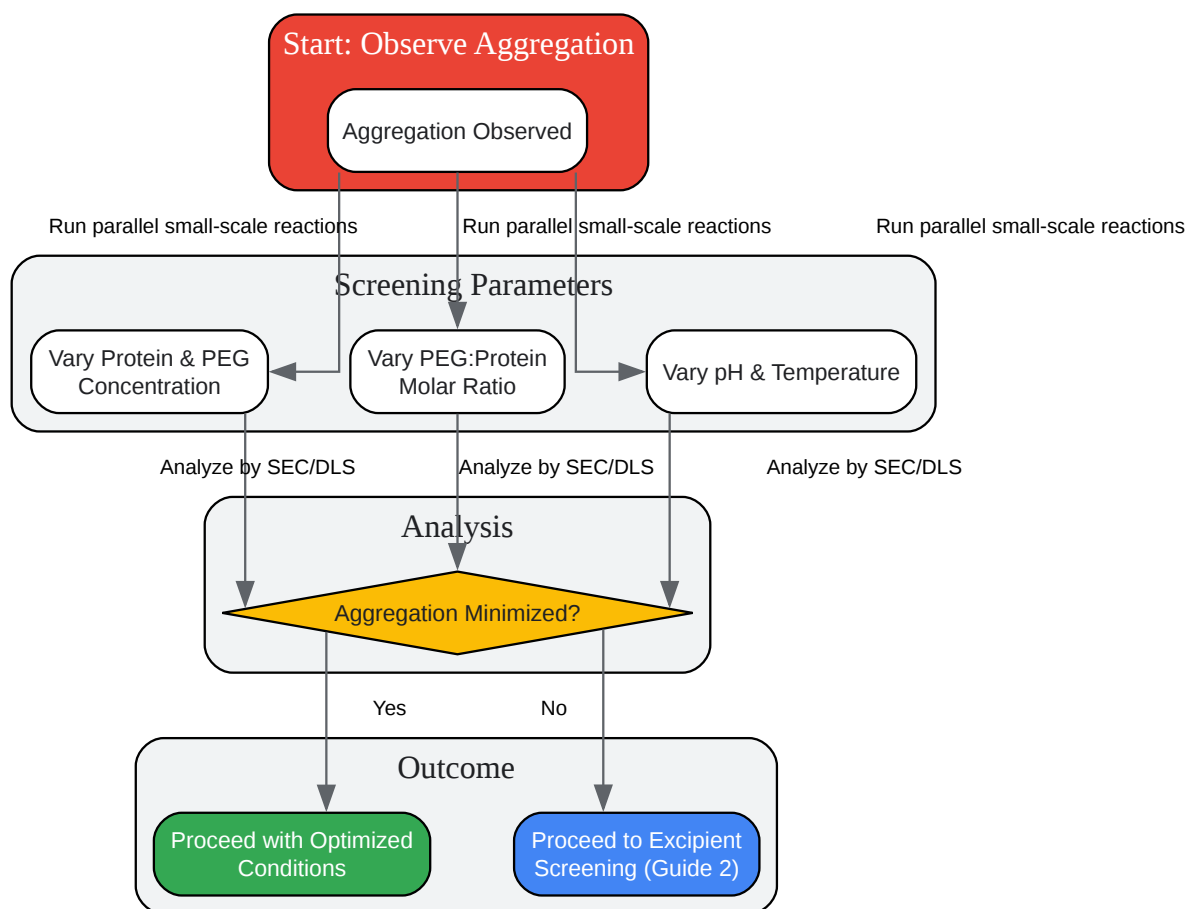 Start: Observe Aggregation
Aggregation Observed
Run parallel small-scale reactions
Run parallel small-scale reactions
Run parallel small-scale reactions
Screening Parameters
Vary Protein & PEG
Concentration
Vary PEG:Protein
Molar Ratio
Vary pH & Temperature
Analyze by SEC/DLS
Analyze by SEC/DLS
Analyze by SEC/DLS
Analysis
Aggregation Minimized?
Yes
No
Outcome
Proceed with Optimized
Conditions
Proceed to Excipient
Screening (Guide 2)